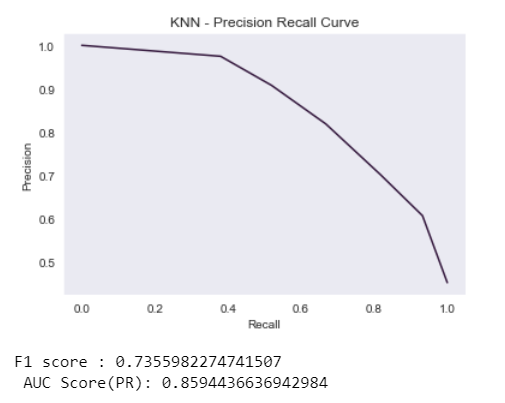 KNN - Precision Recall Curve
1.0
0.9
0.8
0.7
0.6
0.5
Precision
0.0 0.2 0.4 0.6 0.8 1.0
Recall
F1 score : 0.7355982274741507
AUC Score(PR): 0.8594436636942984